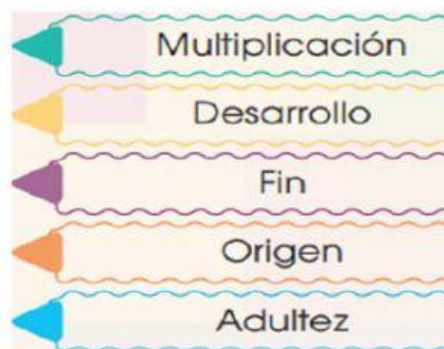 Multiplicación
Desarrollo
Fin
Origen
Adultez